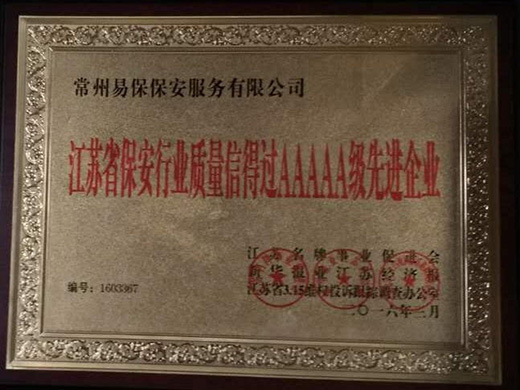 常州易保保安服务有限公司
江苏省保安行业质量信得过AAAAA级先进企业
江苏名牌事业促进会
新华报业江苏经济报
编号：1603367
江苏省3.15维权投诉跟踪调查办公室
二〇一六年三月